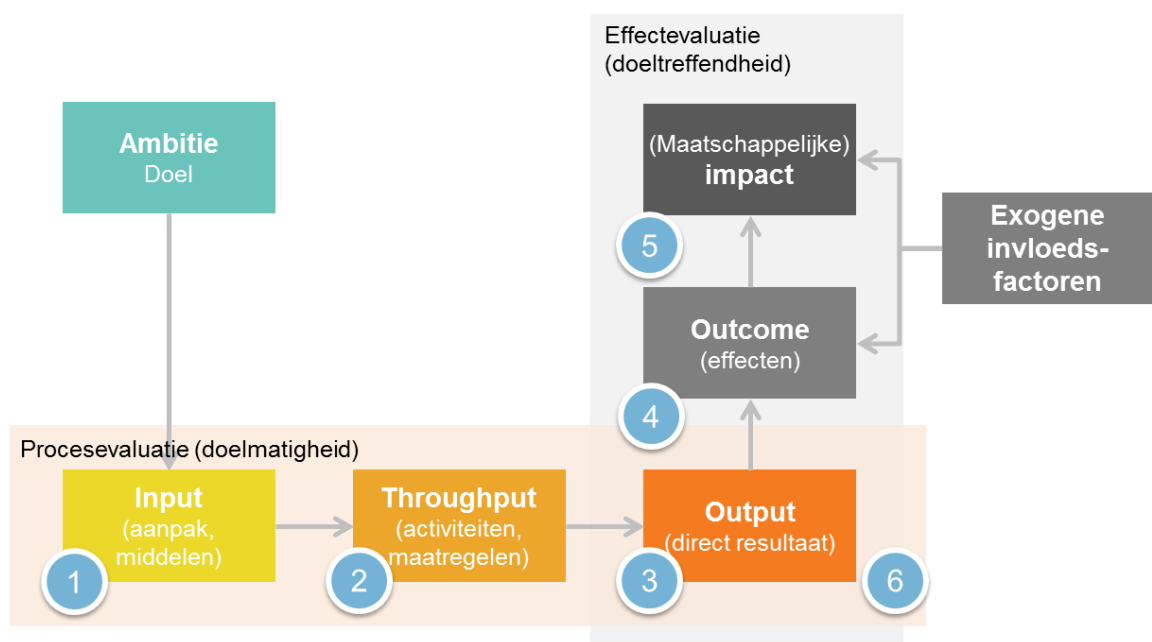 Effectevaluatie
(doeltreffendheid)
Ambitie
Doel
(Maatschappelijke)
impact
Exogene
invloeds-
factoren
5
Outcome
(effecten)
4
Procesevaluatie (doelmatigheid)
Input
(aanpak,
middelen)
1
Throughput
(activiteiten,
maatregelen)
2
Output
(direct resultaat)
3
6